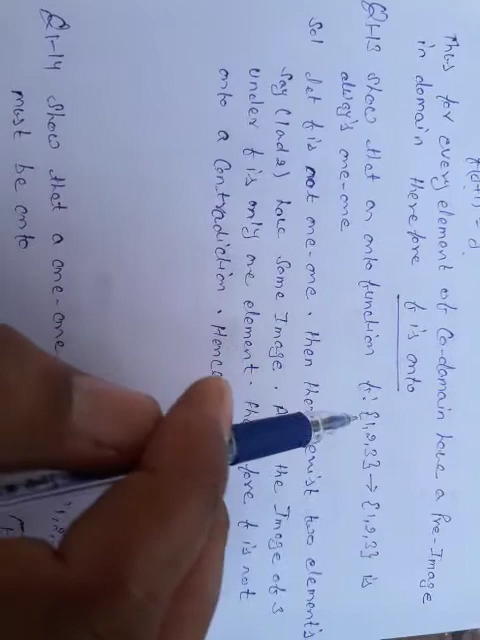 f(d+1) = d
Thus for every element of Co-domain have a Pre-Image
in domain therefore f is onto
Q1-13 show that an onto function f: {1,2,3} → {1,2,3} is
always one-one
Sol let f is not one-one. then there exist two element's
say (1 and 2) have same Image. the Image of 3
under f is only one element. therefore f is not
onto a Contradiction. Hence
Q1-14 show that a one-one
must be onto